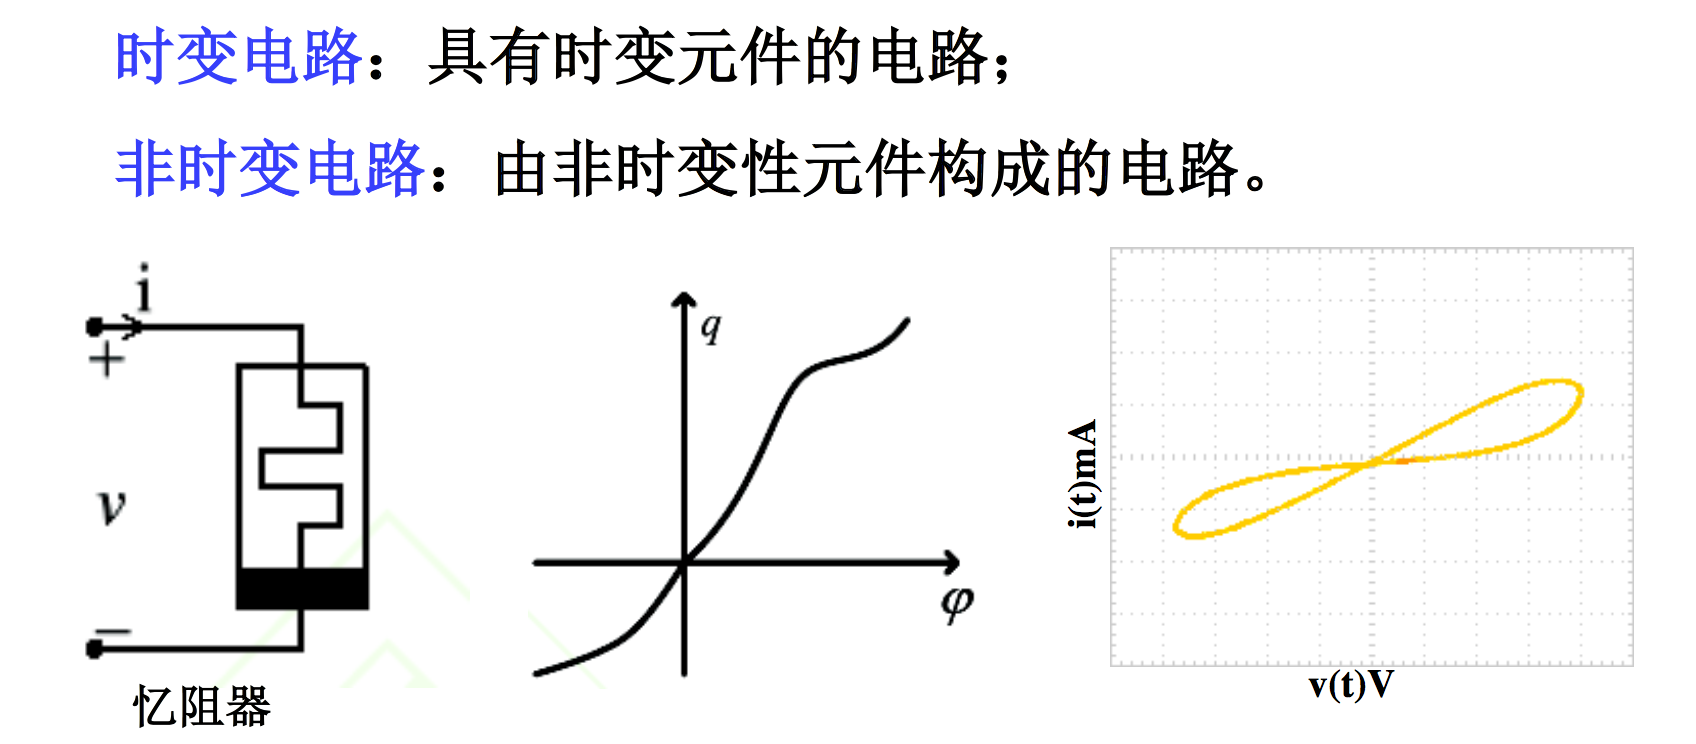 时变电路：具有时变元件的电路；
非时变电路：由非时变性元件构成的电路。
i
+
v
−
忆阻器
q
φ
i(t)mA
v(t)V